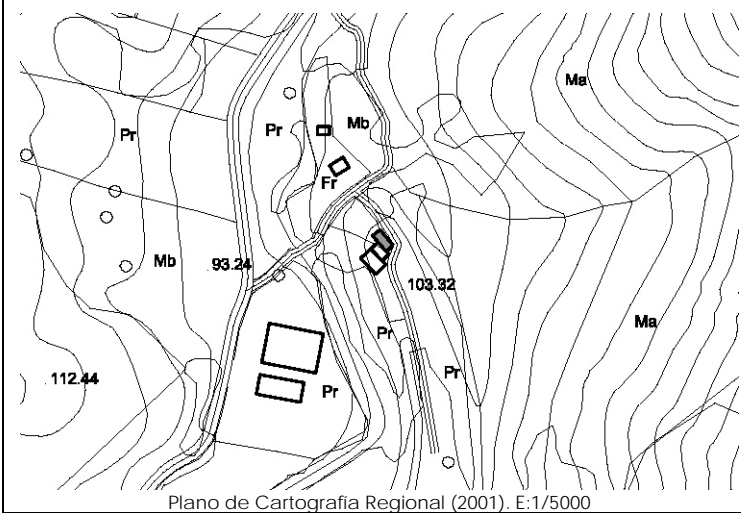 Ma
Pr
Pr
Mb
Fr
Mb
93.24
103.32
Ma
Pr
112.44
Pr
Pr
Plano de Cartografía Regional (2001). E:1/5000